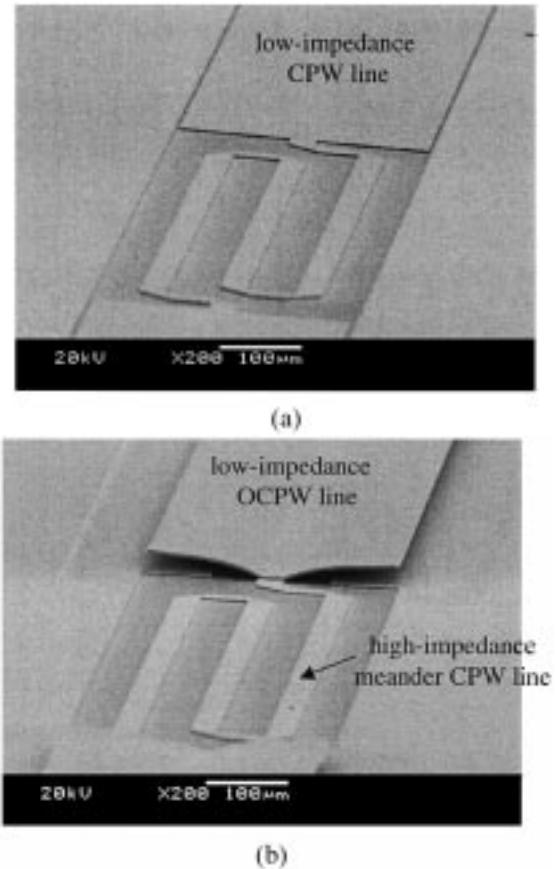 low-impedance
CPW line
20kV X200 100μm
(a)
low-impedance
OCPW line
high-impedance
meander CPW line
20kV X200 100μm
(b)